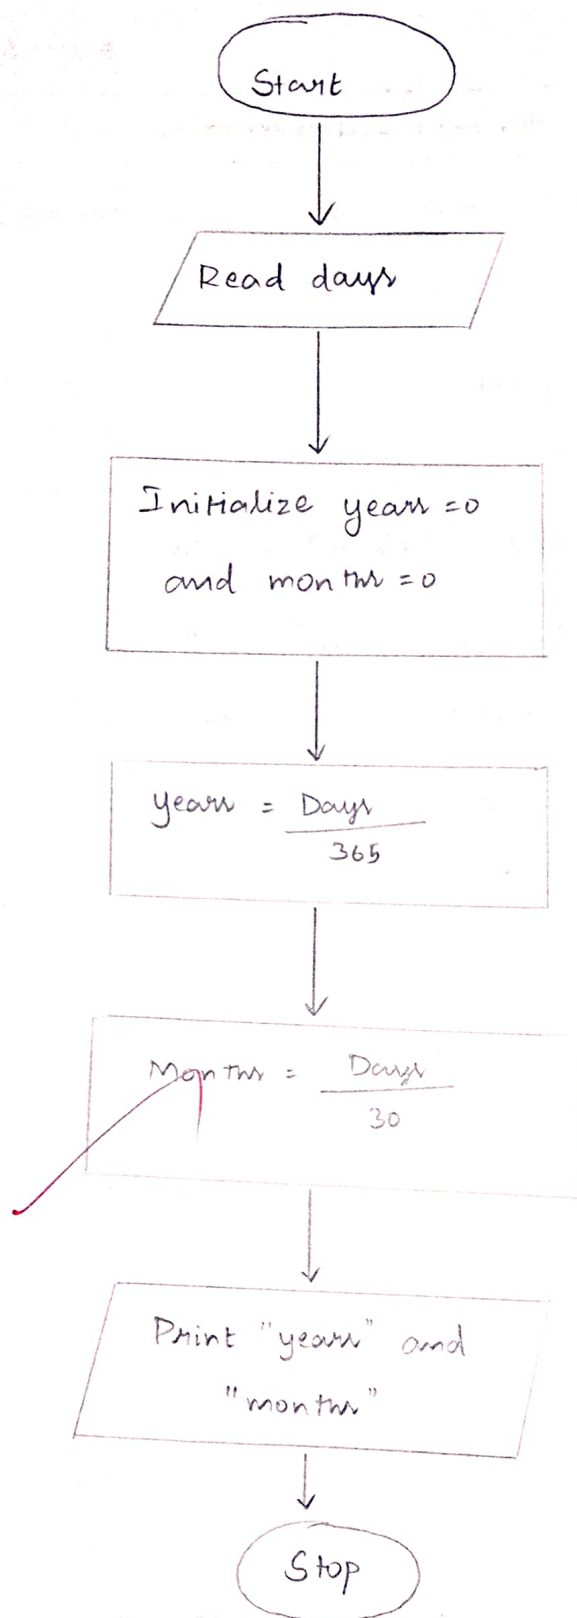 Start
Read days
Initialize years =0
and months =0
years = Days
365
Months = Days
30
Print "years" and
"months"
Stop